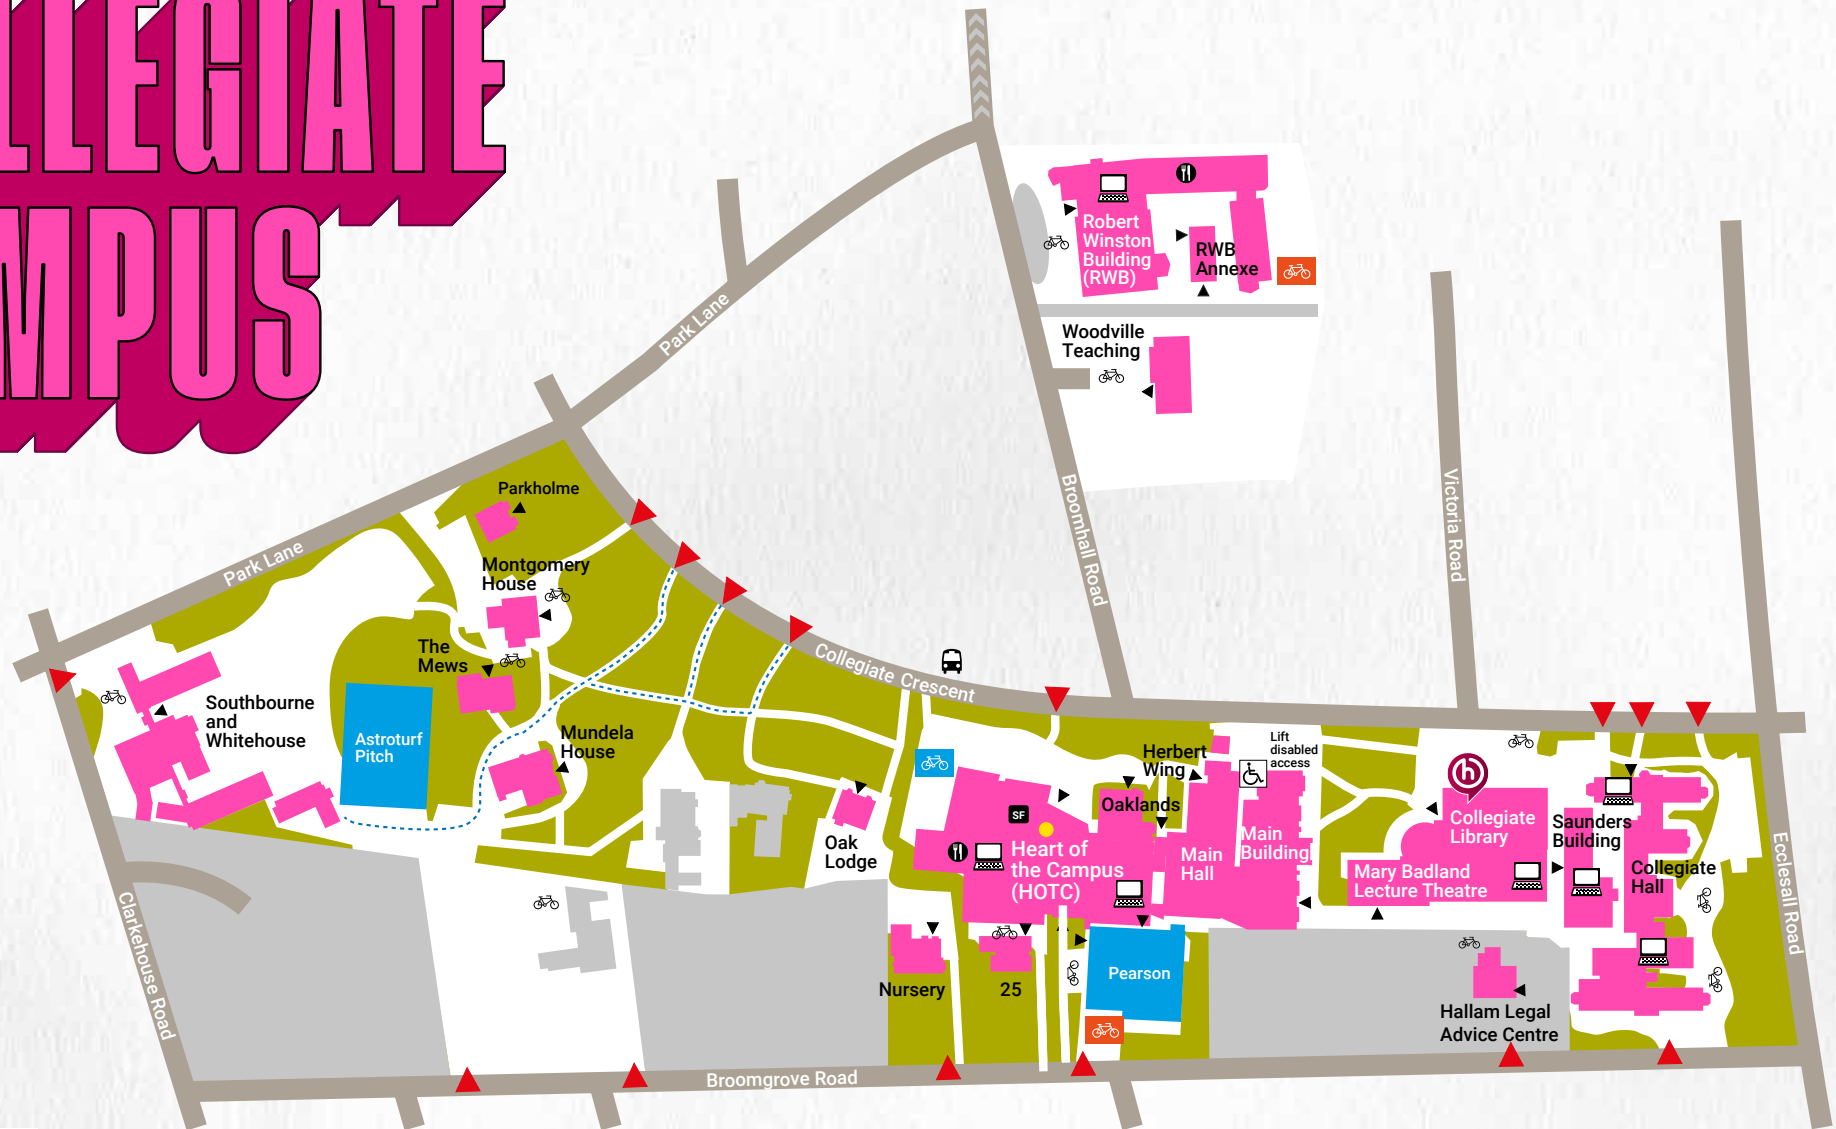 LLEGIATE
MPUS
Robert
Winston
Building
(RWB)
RWB
Annexe
Woodville
Teaching
Park Lane
Broomhall Road
Victoria Road
Parkholme
Park Lane
Montgomery
House
The
Mews
Southbourne
and
Whitehouse
Astroturf
Pitch
Mundela
House
Collegiate Crescent
Oak
Lodge
Herbert
Wing
Lift
disabled
access
Oaklands
SF
Heart of
the Campus
(HOTC)
Main
Hall
Main
Building
h
Collegiate
Library
Mary Badland
Lecture Theatre
Saunders
Building
Collegiate
Hall
Ecclesall Road
Clarkehouse Road
Nursery
25
Pearson
Hallam Legal
Advice Centre
Broomgrove Road